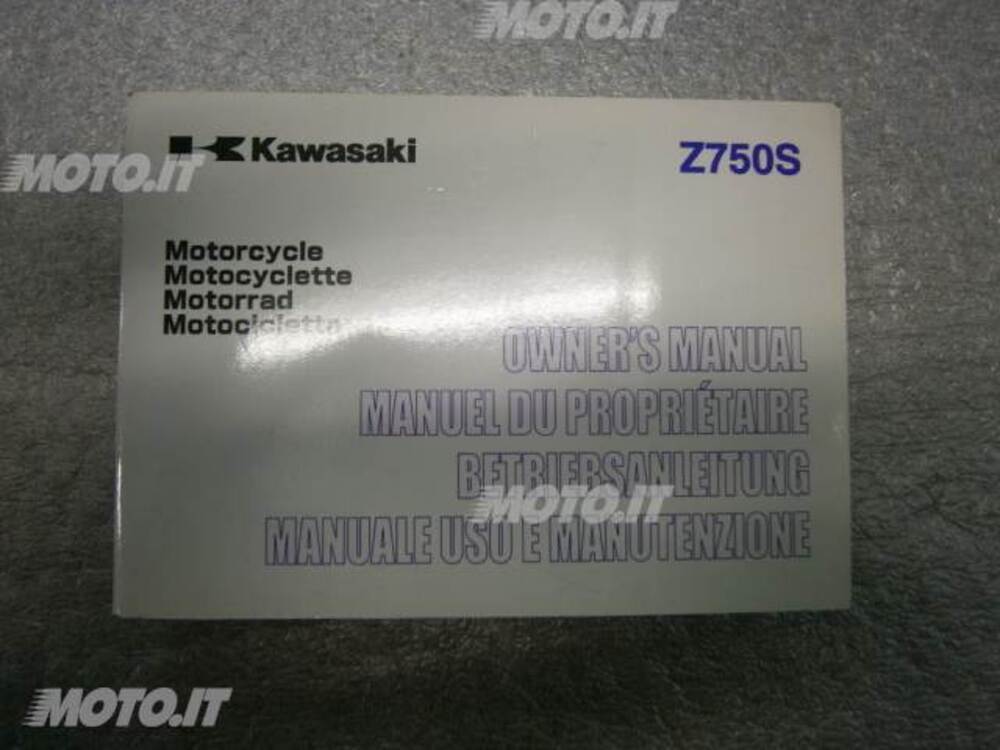 MOTO.IT
Kawasaki Z750S
MOTO.IT
Motorcycle
Motocyclette
Motorrad
Motocicletta
OWNER'S MANUAL
MANUEL DU PROPRIÉTAIRE
BETRIEBSANLEITUNG
MOTO.IT
MANUALE USO E MANUTENZIONE
MOTO.IT